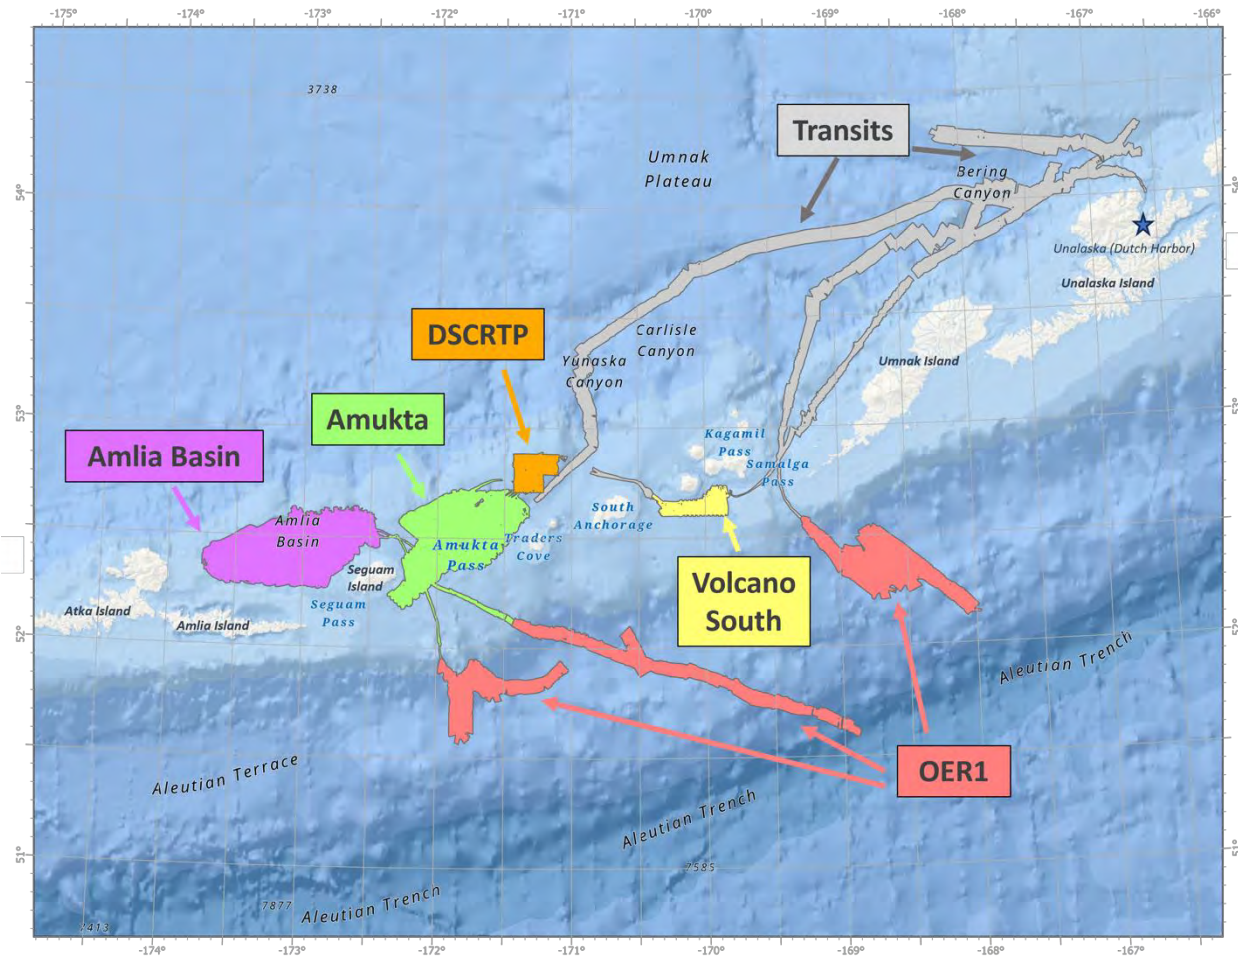 -175°
-174°
-173°
-172°
-171°
-170°
-169°
-168°
-167°
-166°
3738
Transits
Umnak
Plateau
Bering
Canyon
54°
54°
Unalaska (Dutch Harbor)
Unalaska Island
DSCRTP
Carlisle
Canyon
Yunaska
Canyon
Umnak Island
Amukta
53°
53°
Kagamil
Pass
Samalga
Pass
Amlia Basin
South
Anchorage
Amlia
Basin
Amukta
Pass
Traders
Cove
Seguam
Island
Volcano
South
Seguam
Pass
Atka Island
Amlia Island
52°
52°
Aleutian Trench
OER1
Aleutian Terrace
Aleutian Trench
51°
51°
7585
7877
Aleutian Trench
7413
-174°
-173°
-172°
-171°
-170°
-169°
-168°
-167°